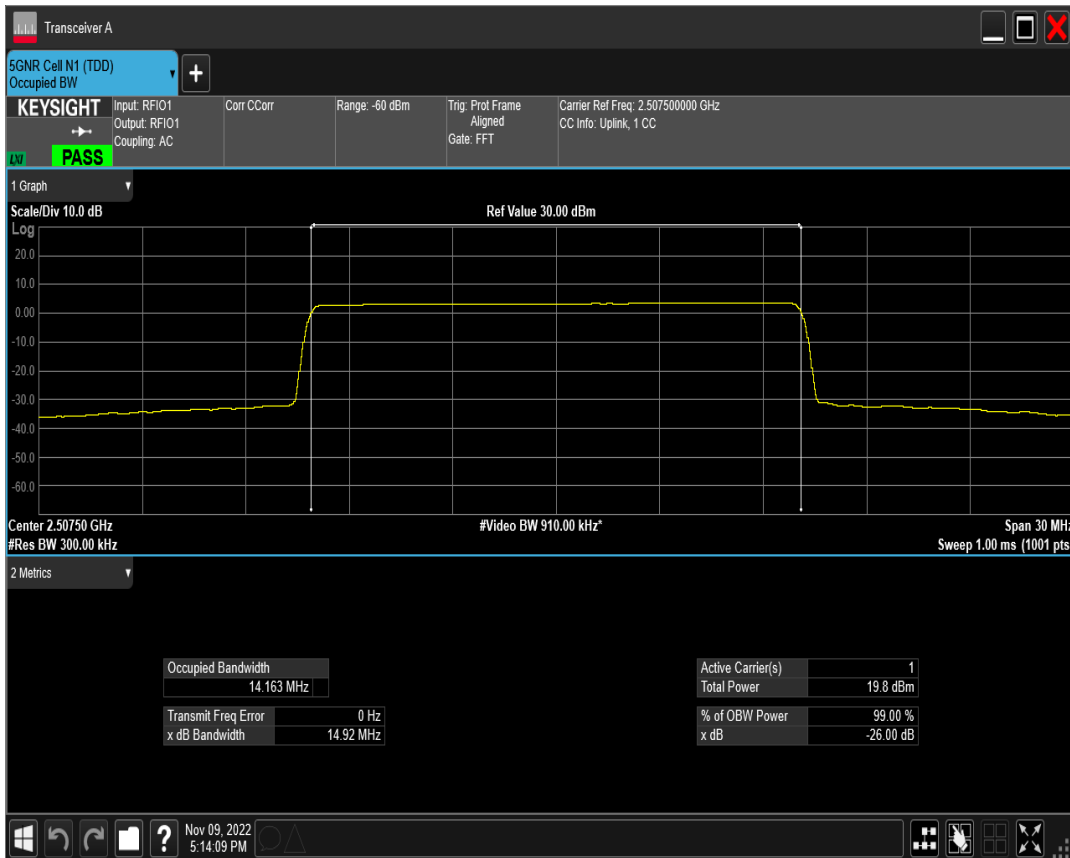 Transceiver A
5GNR Cell N1 (TDD)
Occupied BW
+
KEYSIGHT
LXI
PASS
Input: RFIO1
Output: RFIO1
Coupling: AC
Corr CCorr
Range: -60 dBm
Trig: Prot Frame
Aligned
Gate: FFT
Carrier Ref Freq: 2.507500000 GHz
CC Info: Uplink, 1 CC
1 Graph
Scale/Div 10.0 dB
Ref Value 30.00 dBm
Log
20.0
10.0
0.00
-10.0
-20.0
-30.0
-40.0
-50.0
-60.0
Center 2.50750 GHz
#Video BW 910.00 kHz*
Span 30 MHz
#Res BW 300.00 kHz
Sweep 1.00 ms (1001 pts
2 Metrics
Occupied Bandwidth
14.163 MHz
Transmit Freq Error 0 Hz
x dB Bandwidth 14.92 MHz
Active Carrier(s) 1
Total Power 19.8 dBm
% of OBW Power 99.00 %
x dB -26.00 dB
?
Nov 09, 2022
5:14:09 PM